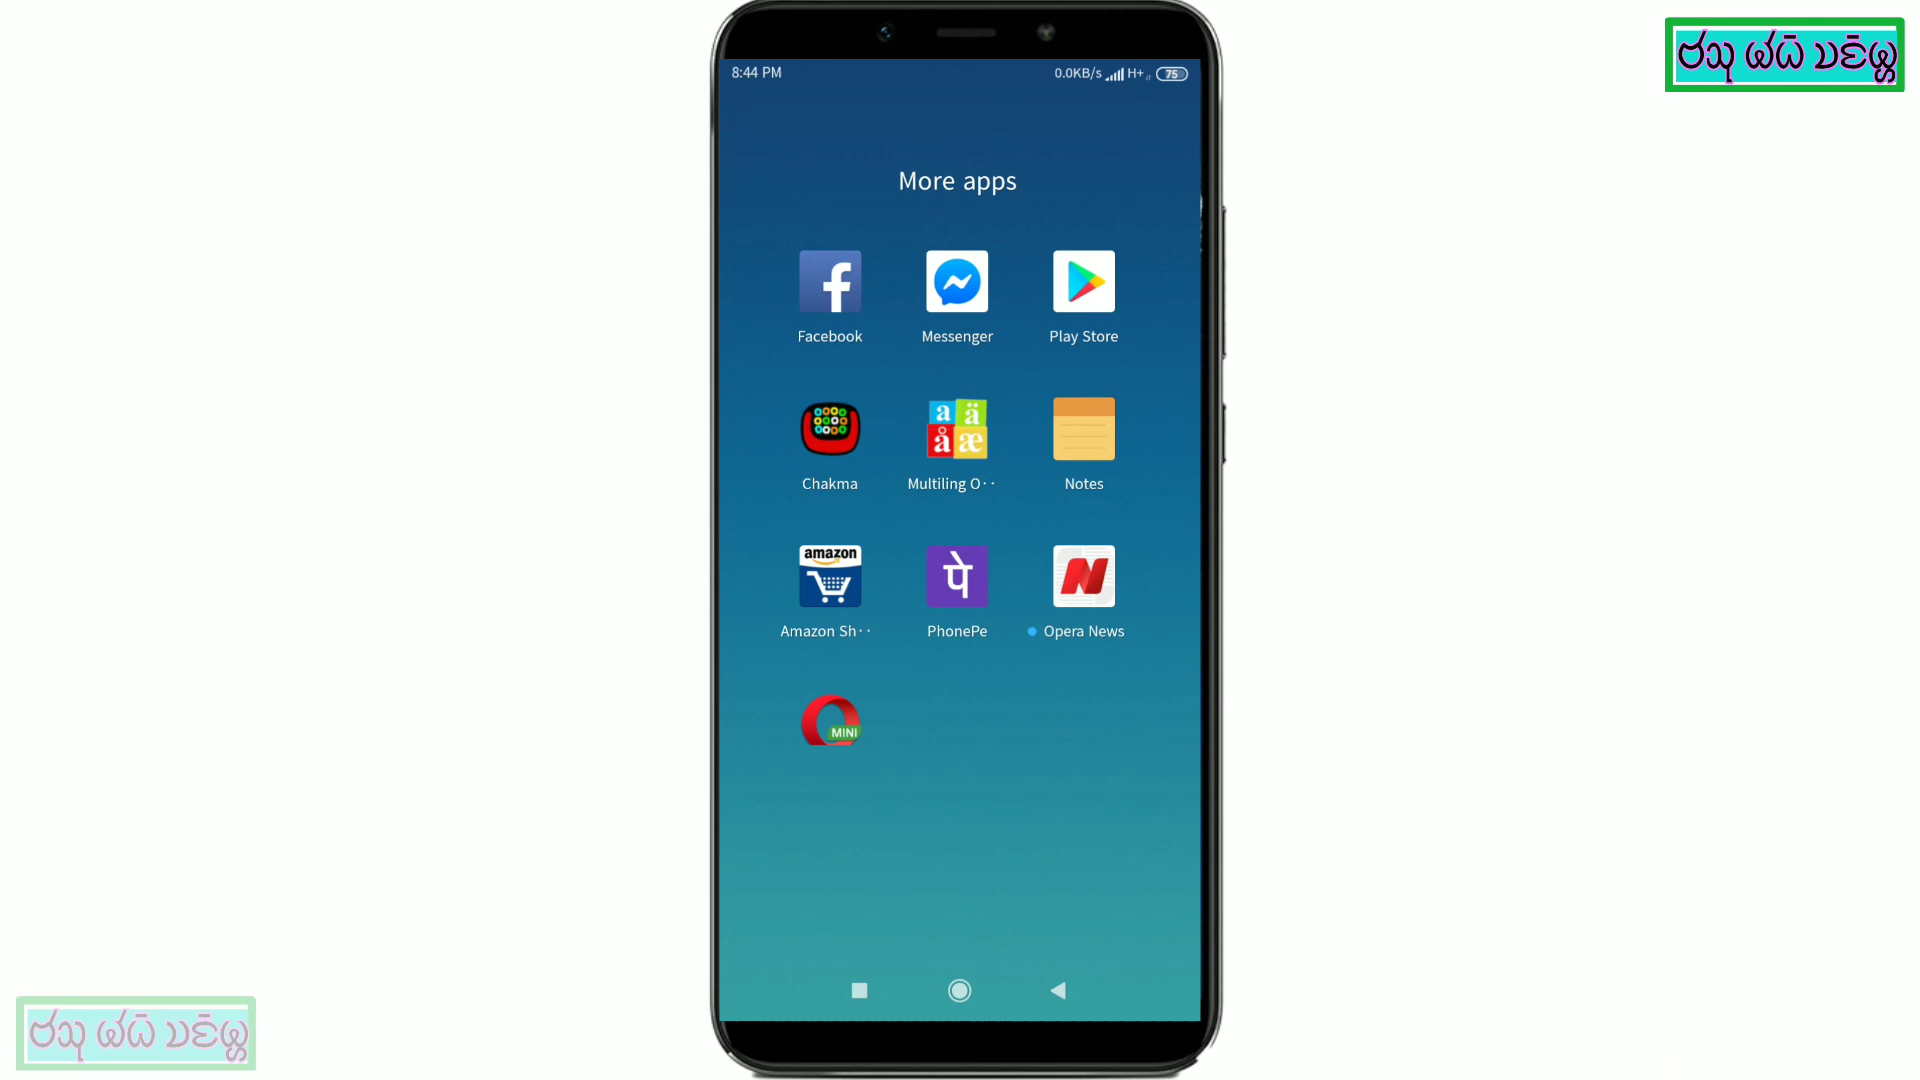 8:44 PM
0.0KB/s H+ 75
More apps
Facebook
Messenger
Play Store
Chakma
Multiling O··
Notes
a ä
å æ
amazon
पे
Amazon Sh··
PhonePe
Opera News
MINI